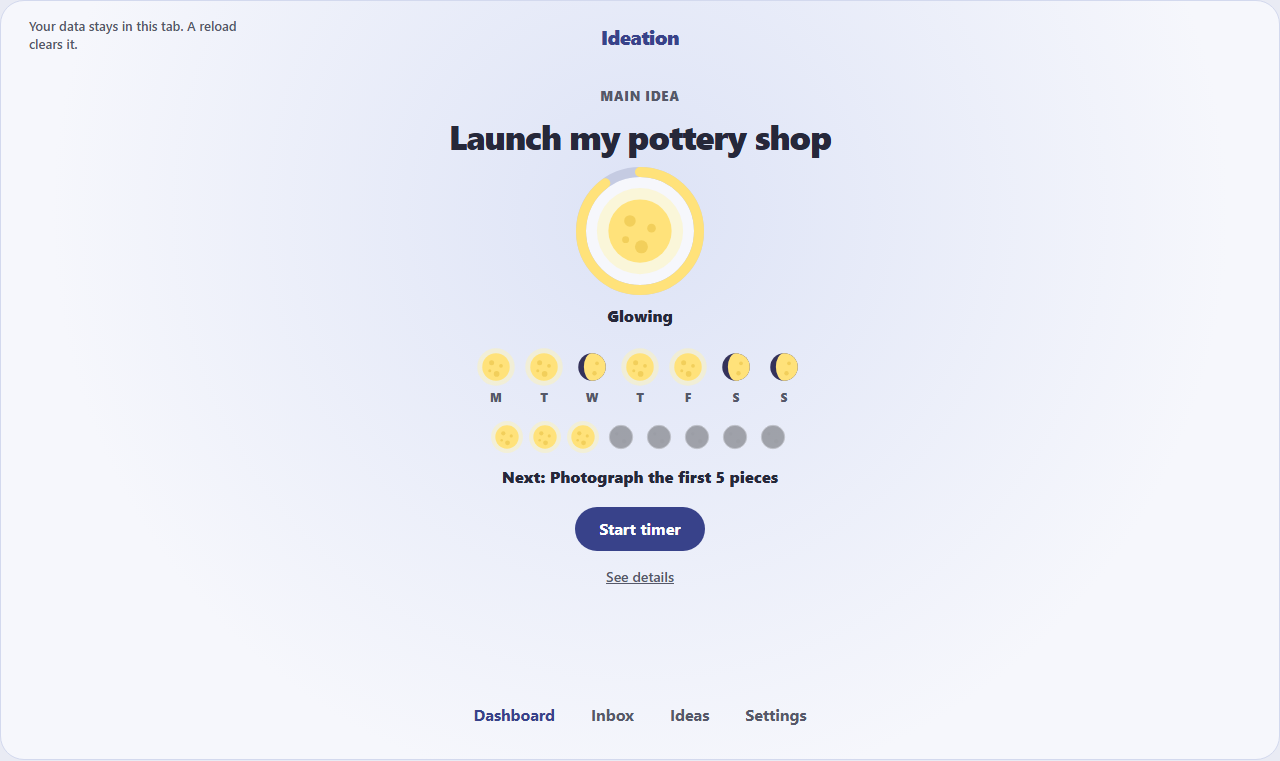 Your data stays in this tab. A reload
clears it.
Ideation
MAIN IDEA
Launch my pottery shop
Glowing
M T W T F S S
Next: Photograph the first 5 pieces
Start timer
See details
Dashboard Inbox Ideas Settings